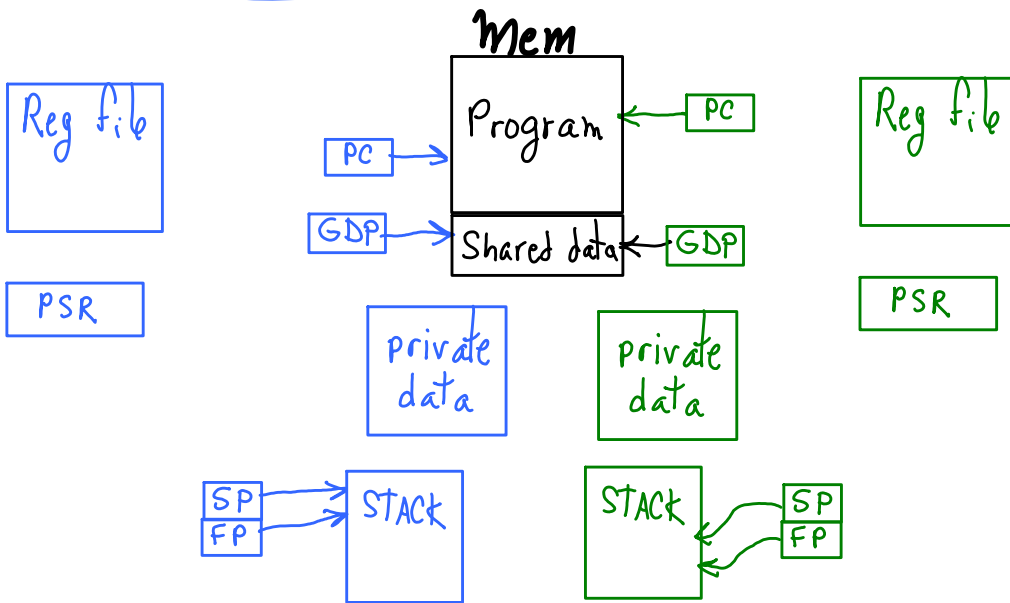 Mem
Reg file
Program
PC
Reg file
PC
GDP
Shared data
GDP
PSR
PSR
private
data
private
data
SP
FP
STACK
STACK
SP
FP